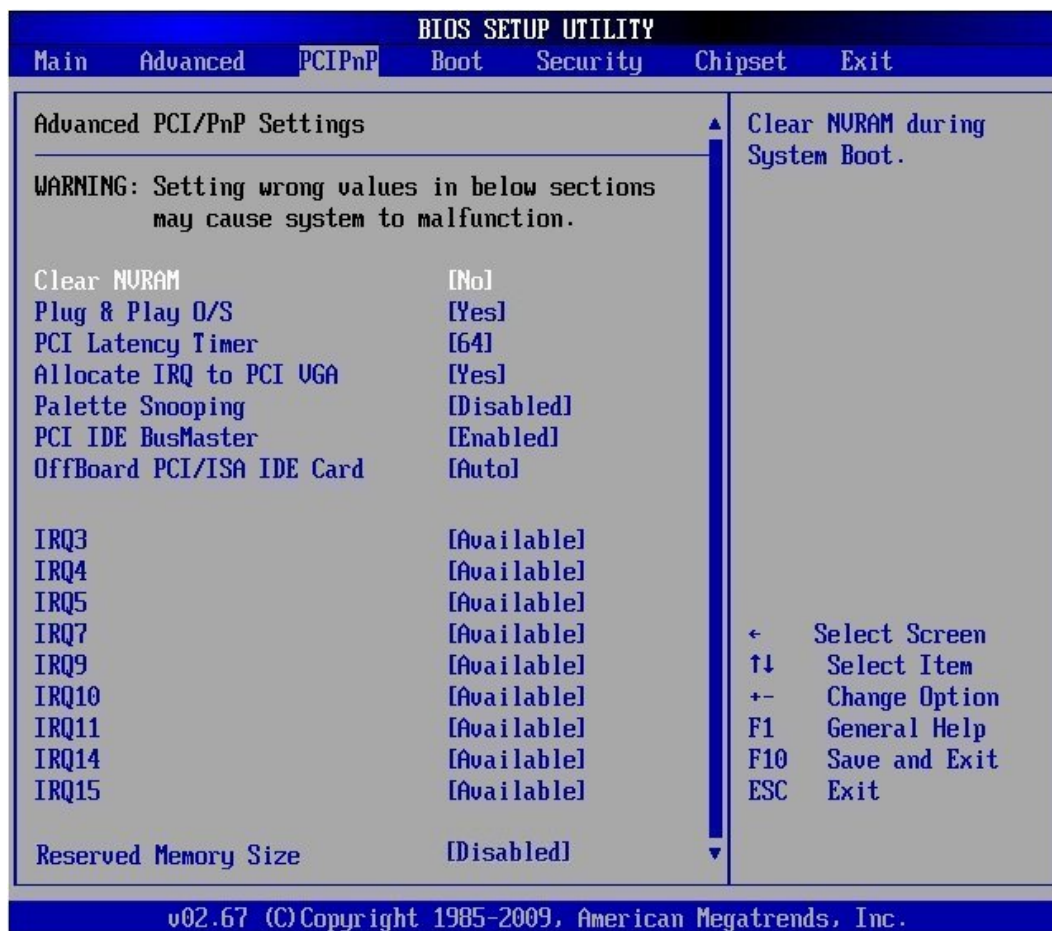 BIOS SETUP UTILITY
Main Advanced PCIPnP Boot Security Chipset Exit
Advanced PCI/PnP Settings
WARNING: Setting wrong values in below sections
may cause system to malfunction.
Clear NVRAM [No]
Plug & Play O/S [Yes]
PCI Latency Timer [64]
Allocate IRQ to PCI VGA [Yes]
Palette Snooping [Disabled]
PCI IDE BusMaster [Enabled]
OffBoard PCI/ISA IDE Card [Auto]
IRQ3 [Available]
IRQ4 [Available]
IRQ5 [Available]
IRQ7 [Available]
IRQ9 [Available]
IRQ10 [Available]
IRQ11 [Available]
IRQ14 [Available]
IRQ15 [Available]
Reserved Memory Size [Disabled]
Clear NVRAM during
System Boot.
← Select Screen
↑↓ Select Item
+- Change Option
F1 General Help
F10 Save and Exit
ESC Exit
v02.67 (C)Copyright 1985-2009, American Megatrends, Inc.